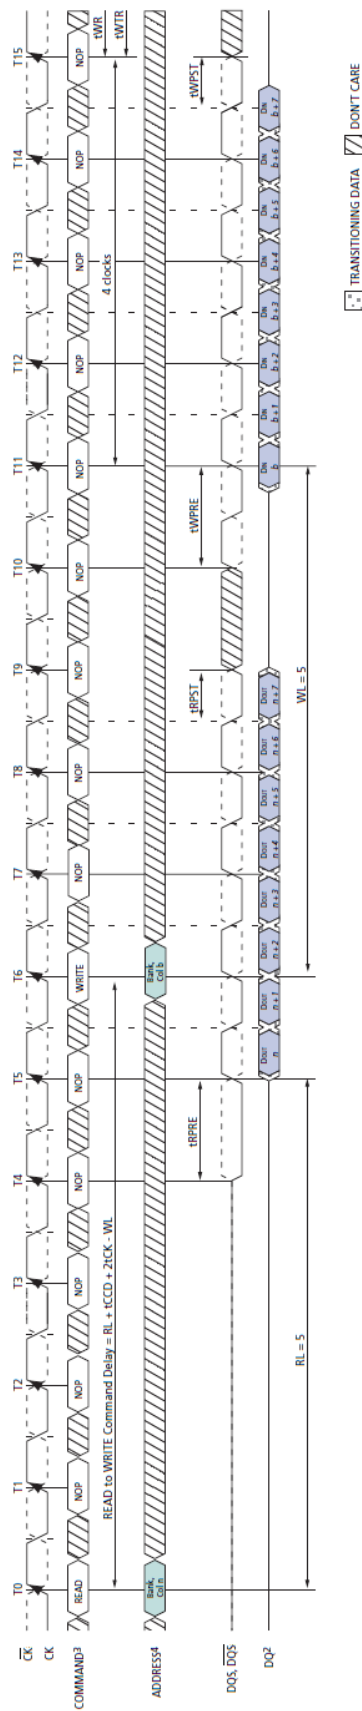 T0 T1 T2 T3 T4 T5 T6 T7 T8 T9 T10 T11 T12 T13 T14 T15
CK
CK
COMMAND3 READ NOP NOP NOP NOP NOP WRITE NOP NOP NOP NOP NOP NOP NOP NOP NOP
READ to WRITE Command Delay = RL + tCCD + 2tCK - WL
4 clocks
tWR
tWTR
ADDRESS4
Bank,
Col n
Bank,
Col b
tRPRE
tRPST
tWPRE
tWPST
DQS, DQS
DQ2
DOUT
n
DOUT
n + 1
DOUT
n + 2
DOUT
n + 3
DOUT
n + 4
DOUT
n + 5
DOUT
n + 6
DOUT
n + 7
DIN
b
DIN
b + 1
DIN
b + 2
DIN
b + 3
DIN
b + 4
DIN
b + 5
DIN
b + 6
DIN
b + 7
RL = 5
WL = 5
TRANSITIONING DATA
DON'T CARE